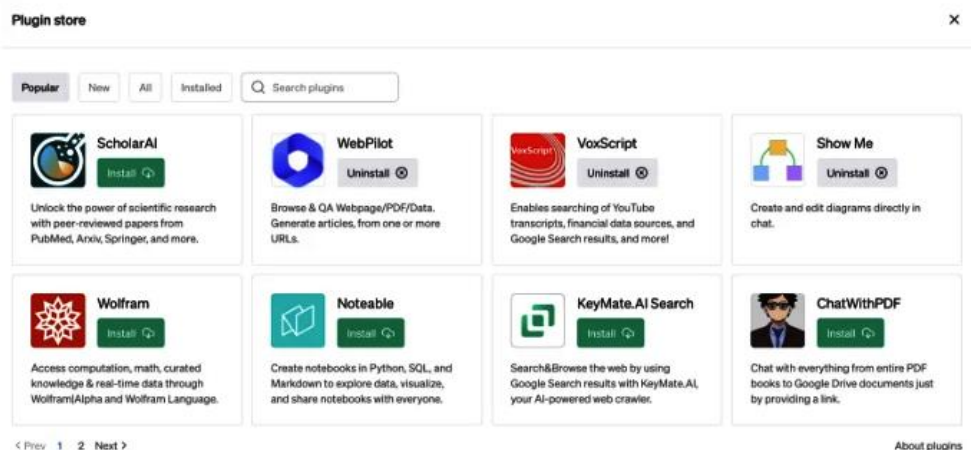 Plugin store
Popular
New
All
Installed
Search plugins
ScholarAI
Install
Unlock the power of scientific research
with peer-reviewed papers from
PubMed, Arxiv, Springer, and more.
WebPilot
Uninstall
Browse & QA Webpage/PDF/Data.
Generate articles, from one or more
URLs.
VoxScript
VoxScript
Uninstall
Enables searching of YouTube
transcripts, financial data sources, and
Google Search results, and more!
Show Me
Uninstall
Create and edit diagrams directly in
chat.
Wolfram
Install
Access computation, math, curated
knowledge & real-time data through
Wolfram|Alpha and Wolfram Language.
Noteable
Install
Create notebooks in Python, SQL, and
Markdown to explore data, visualize,
and share notebooks with everyone.
KeyMate.AI Search
Install
Search&Browse the web by using
Google Search results with KeyMate.AI,
your AI-powered web crawler.
ChatWithPDF
Install
Chat with everything from entire PDF
books to Google Drive documents just
by providing a link.
< Prev 1 2 Next >
About plugins